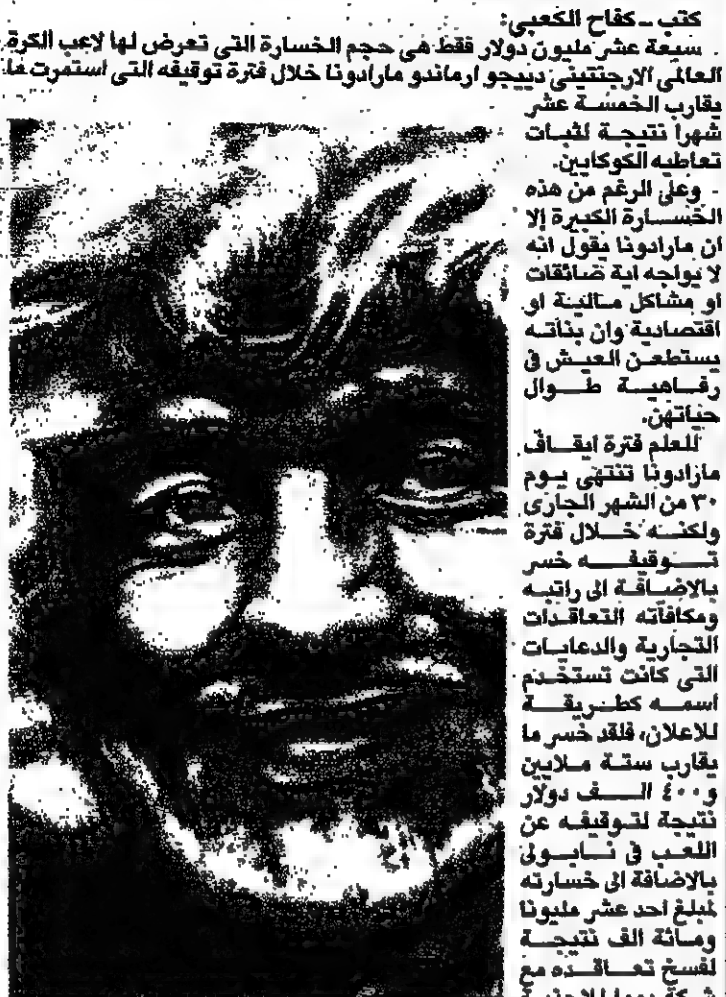 كتب ـ كفاح الكعبي:
سبعة عشر مليون دولار فقط هي حجم الخسارة التي تعرض لها لاعب الكرة
العالمي الارجنتيني دييجو ارماندو مارادونا خلال فترة توقيفه التي استمرت ما
يقارب الخمسة عشر
شهرا نتيجة لثبات
تعاطيه الكوكايين.
وعلى الرغم من هذه
الخسارة الكبيرة إلا
ان مارادونا يقول انه
لا يواجه اية ضائقات
او مشاكل مالية او
اقتصادية وان بناته
يستطعن العيش في
رفاهية طوال
حياتهن.
للعلم فترة ايقاف
مارادونا تنتهي يوم
٣٠ من الشهر الجاري
ولكنه خلال فترة
توقيفه خسر
بالاضافة الى راتبه
ومكافآته التعاقدات
التجارية والدعايات
التي كانت تستخدم
اسمه كطريقة
للاعلان، فلقد خسر ما
يقارب ستة ملايين
و٤٠٠ الف دولار
نتيجة لتوقيفه عن
اللعب في نابولي
بالاضافة الى خسارته
لمبلغ احد عشر مليونا
ومائة الف نتيجة
لفسخ تعاقده مع